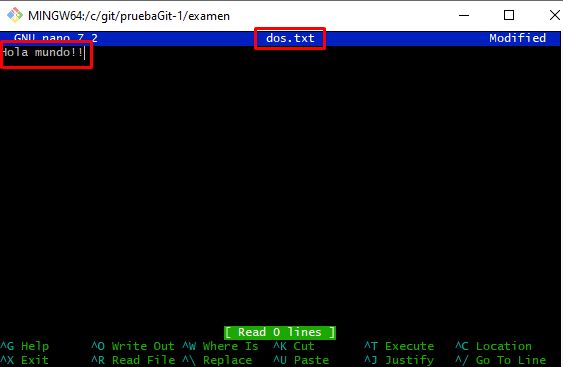 MINGW64:/c/git/pruebaGit-1/examen
GNU nano 7.2 dos.txt Modified
Hola mundo!!
[ Read 0 lines ]
^G Help ^O Write Out ^W Where Is ^K Cut ^T Execute ^C Location
^X Exit ^R Read File ^\ Replace ^U Paste ^J Justify ^/ Go To Line